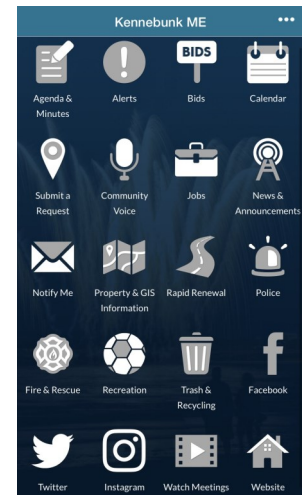 Kennebunk ME
BIDS
Agenda &
Minutes
Alerts
Bids
Calendar
Submit a
Request
Community
Voice
Jobs
News &
Announcements
Notify Me
Property & GIS
Information
Rapid Renewal
Police
Fire & Rescue
Recreation
Trash &
Recycling
Facebook
Twitter
Instagram
Watch Meetings
Website